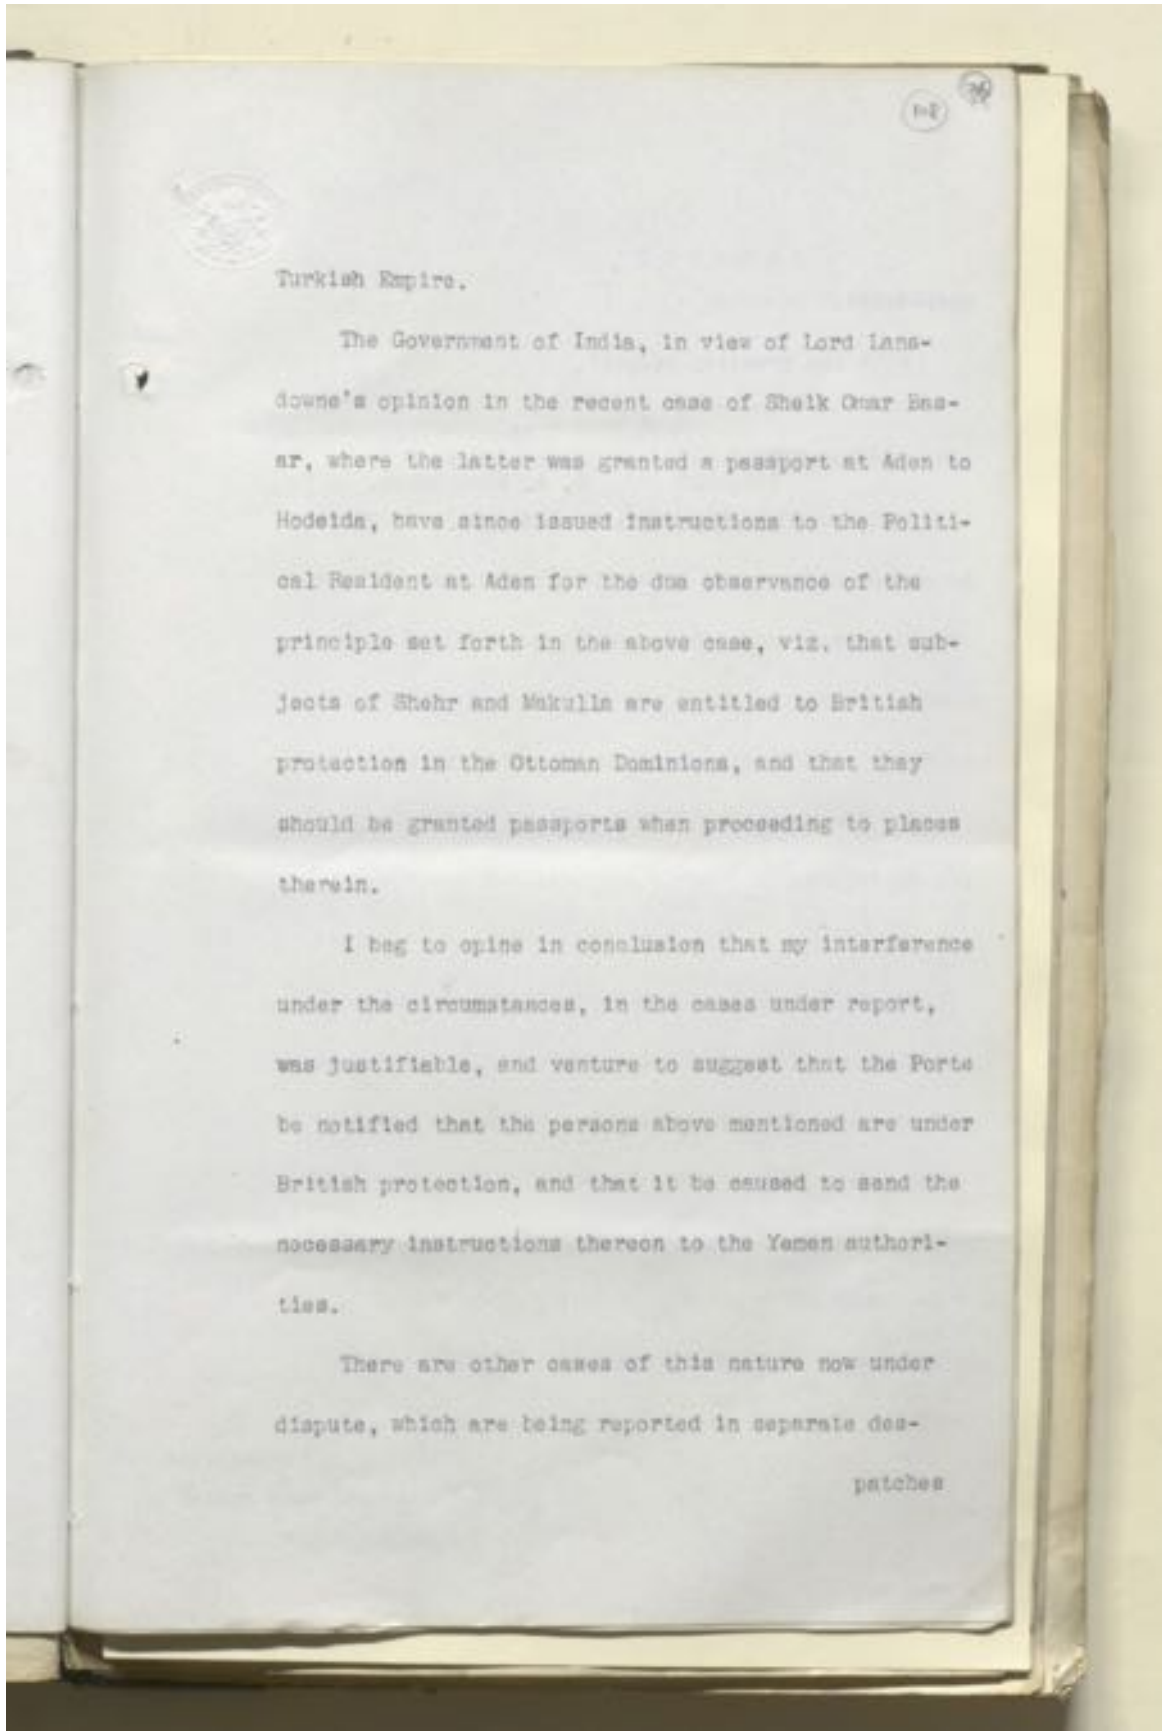 Turkish Empire.
The Government of India, in view of Lord Lans-
downe's opinion in the recent case of Sheik Omar Bas-
ar, where the latter was granted a passport at Aden to
Hodeida, have since issued instructions to the Politi-
cal Resident at Aden for the due observance of the
principle set forth in the above case, viz. that sub-
jects of Shehr and Makulla are entitled to British
protection in the Ottoman Dominions, and that they
should be granted passports when proceeding to places
therein.
I beg to opine in conclusion that my interference
under the circumstances, in the cases under report,
was justifiable, and venture to suggest that the Porte
be notified that the persons above mentioned are under
British protection, and that it be caused to send the
necessary instructions thereon to the Yemen authori-
ties.
There are other cases of this nature now under
dispute, which are being reported in separate des-
patches